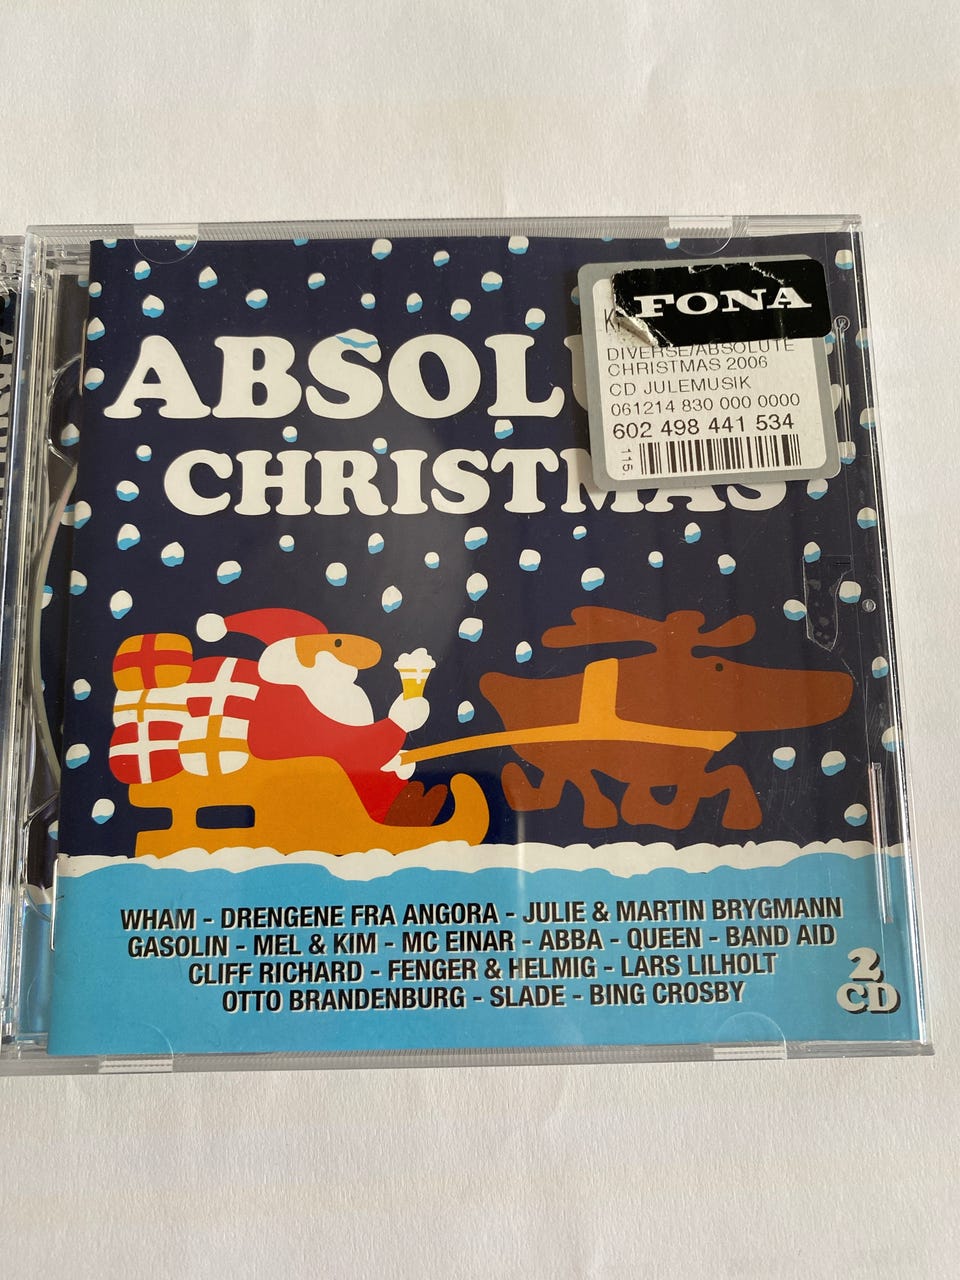 ABSOL
CHRISTMAS
®
FONA
DIVERSE/ABSOLUTE
CHRISTMAS 2006
CD JULEMUSIK
061214 830 000 0000
602 498 441 534
115.
WHAM - DRENGENE FRA ANGORA - JULIE & MARTIN BRYGMANN
GASOLIN - MEL & KIM - MC EINAR - ABBA - QUEEN - BAND AID
CLIFF RICHARD - FENGER & HELMIG - LARS LILHOLT
OTTO BRANDENBURG - SLADE - BING CROSBY
2
CD